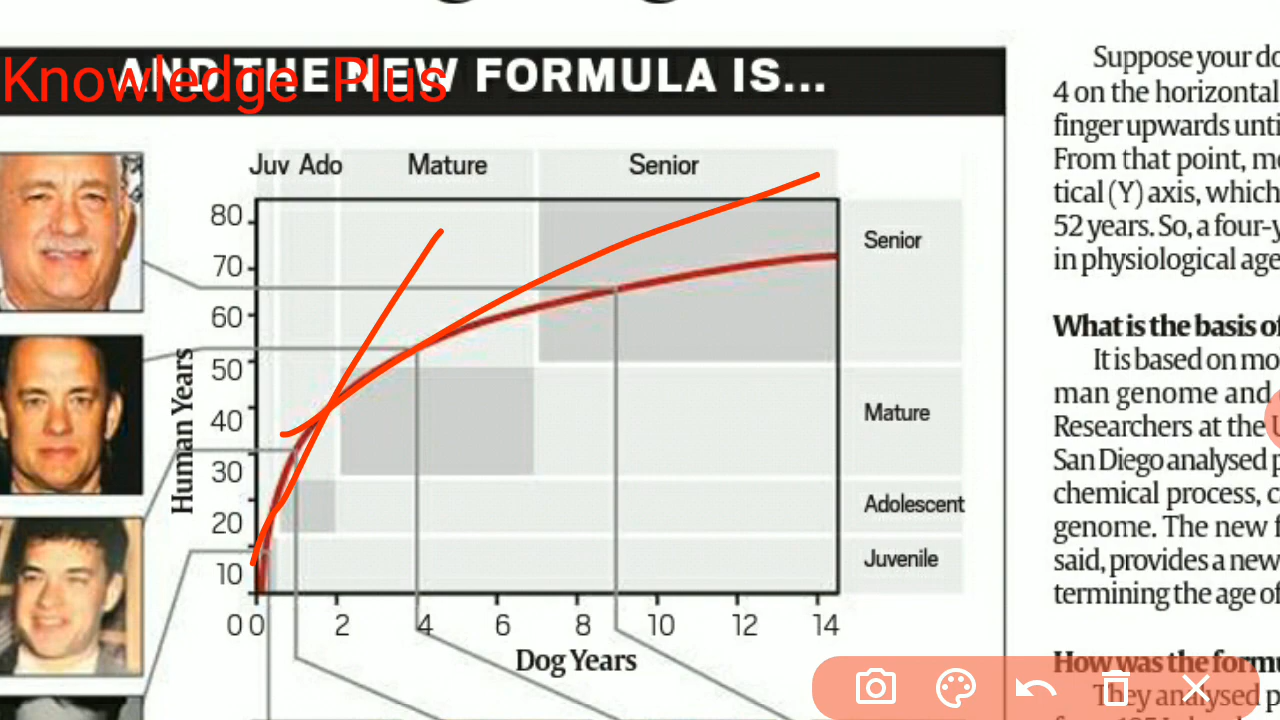 AND THE NEW FORMULA IS...
Knowledge Plus
Juv Ado Mature Senior
80
70
60
50
40
30
20
10
0
Human Years
Senior
Mature
Adolescent
Juvenile
0 2 4 6 8 10 12 14
Dog Years
Suppose your do
4 on the horizontal
finger upwards unti
From that point, mo
tical (Y) axis, which
52 years. So, a four-y
in physiological age
What is the basis of
It is based on mo
man genome and
Researchers at the U
San Diego analysed p
chemical process, c
genome. The new f
said, provides a new
termining the age of
How was the formu
They analysed p